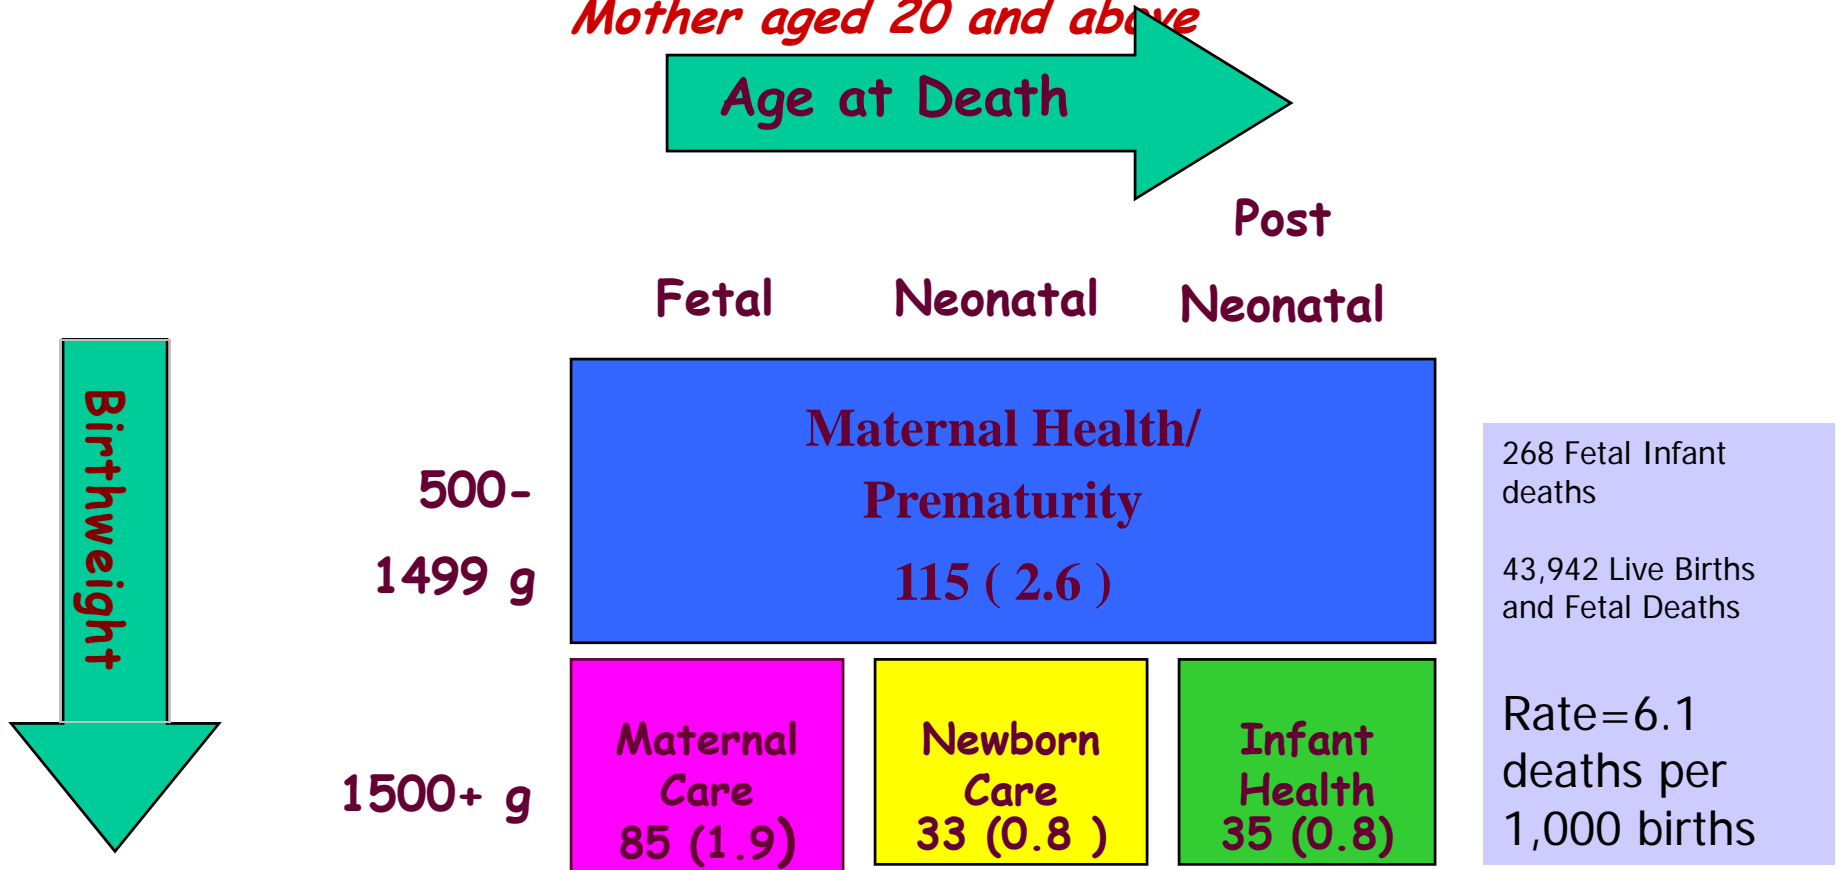 Mother aged 20 and above
Age at Death
Post
Fetal Neonatal Neonatal
Birthweight
500-
1499 g
Maternal Health/
Prematurity
115 ( 2.6 )
268 Fetal Infant
deaths
43,942 Live Births
and Fetal Deaths
Rate=6.1
deaths per
1,000 births
1500+ g
Maternal
Care
85 (1.9)
Newborn
Care
33 (0.8 )
Infant
Health
35 (0.8)